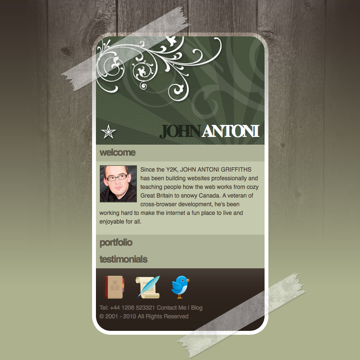 JOHN ANTONI
welcome
Since the Y2K, JOHN ANTONI GRIFFITHS
has been building websites professionally and
teaching people how the web works from cozy
Great Britain to snowy Canada. A veteran of
cross-browser development, he's been
working hard to make the internet a fun place to live and
enjoyable for all.
portfolio
testimonials
Tel: +44 1208 523321 Contact Me | Blog
© 2001 - 2010 All Rights Reserved